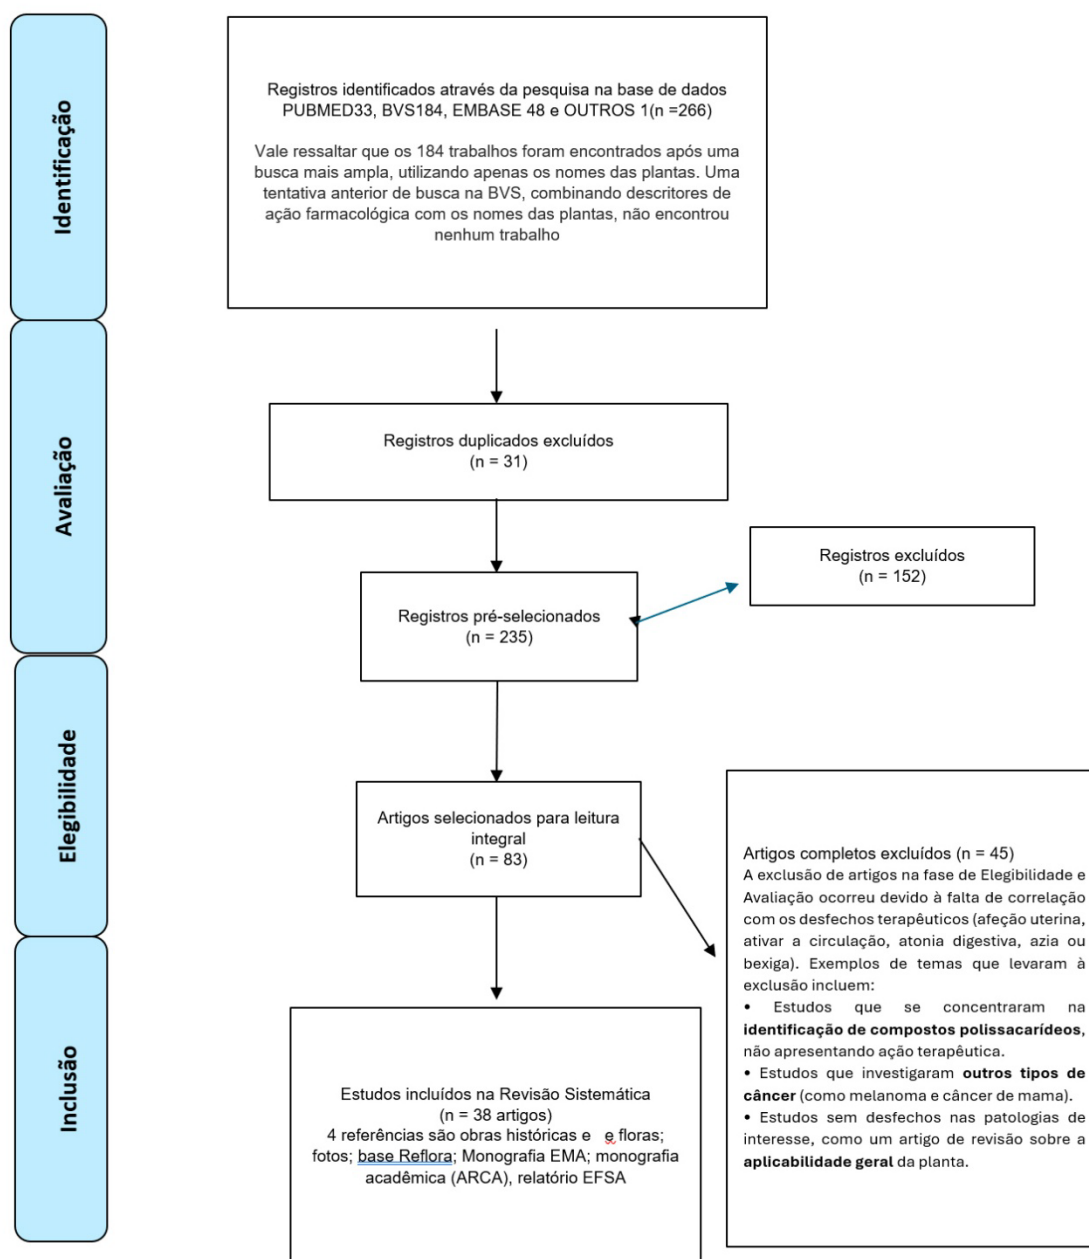 Identificação
Registros identificados através da pesquisa na base de dados
PUBMED33, BVS184, EMBASE 48 e OUTROS 1(n =266)
Vale ressaltar que os 184 trabalhos foram encontrados após uma
busca mais ampla, utilizando apenas os nomes das plantas. Uma
tentativa anterior de busca na BVS, combinando descritores de
ação farmacológica com os nomes das plantas, não encontrou
nenhum trabalho
Avaliação
Registros duplicados excluídos
(n = 31)
Registros pré-selecionados
(n = 235)
Registros excluídos
(n = 152)
Elegibilidade
Artigos selecionados para leitura
integral
(n = 83)
Artigos completos excluídos (n = 45)
A exclusão de artigos na fase de Elegibilidade e
Avaliação ocorreu devido à falta de correlação
com os desfechos terapêuticos (afeção uterina,
ativar a circulação, atonia digestiva, azia ou
bexiga). Exemplos de temas que levaram à
exclusão incluem:
• Estudos que se concentraram na
identificação de compostos polissacarídeos,
não apresentando ação terapêutica.
• Estudos que investigaram outros tipos de
câncer (como melanoma e câncer de mama).
• Estudos sem desfechos nas patologias de
interesse, como um artigo de revisão sobre a
aplicabilidade geral da planta.
Inclusão
Estudos incluídos na Revisão Sistemática
(n = 38 artigos)
4 referências são obras históricas e e floras;
fotos; base Reflora; Monografia EMA; monografia
acadêmica (ARCA), relatório EFSA